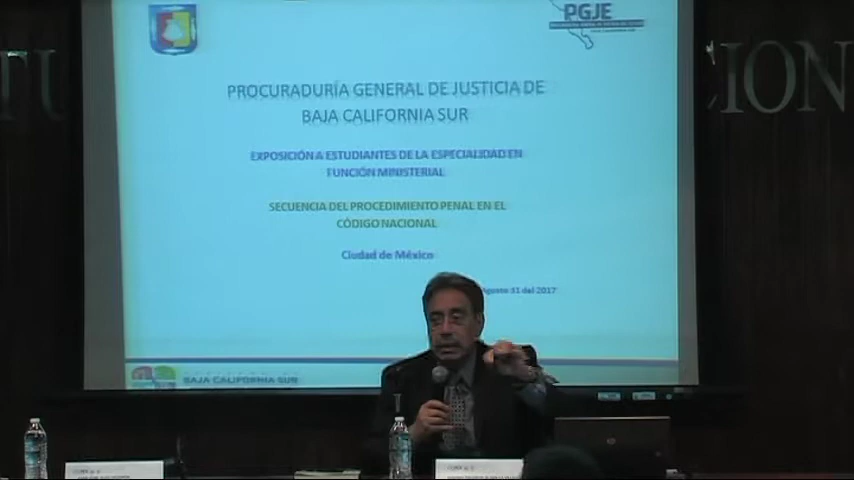 PGJE
PROCURADURÍA GENERAL DE JUSTICIA DE
BAJA CALIFORNIA SUR
EXPOSICIÓN A ESTUDIANTES DE LA ESPECIALIDAD EN
FUNCIÓN MINISTERIAL
SECUENCIA DEL PROCEDIMIENTO PENAL EN EL
CÓDIGO NACIONAL
Ciudad de México
Agosto 31 del 2017
BAJA CALIFORNIA SUR
TU
CION